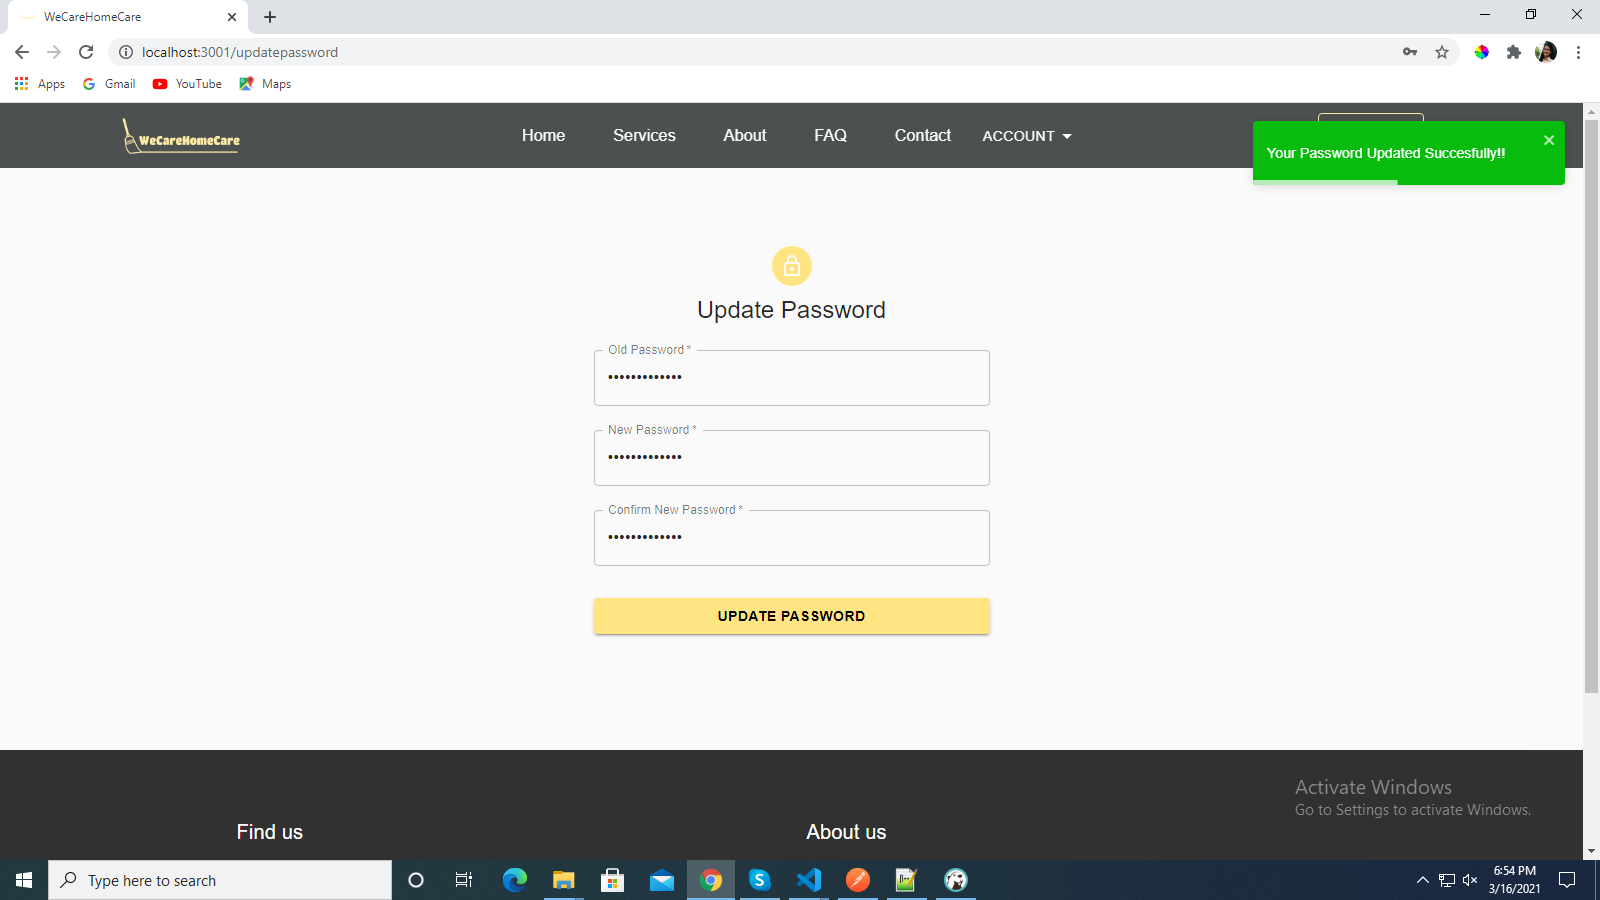 WeCareHomeCare
localhost:3001/updatepassword
Apps Gmail YouTube Maps
WeCareHomeCare
Home Services About FAQ Contact ACCOUNT
Your Password Updated Succesfully!!
Update Password
Old Password *
•••••••••••••
New Password *
•••••••••••••
Confirm New Password *
•••••••••••••
UPDATE PASSWORD
Activate Windows
Go to Settings to activate Windows.
Find us About us
Type here to search
6:54 PM
3/16/2021